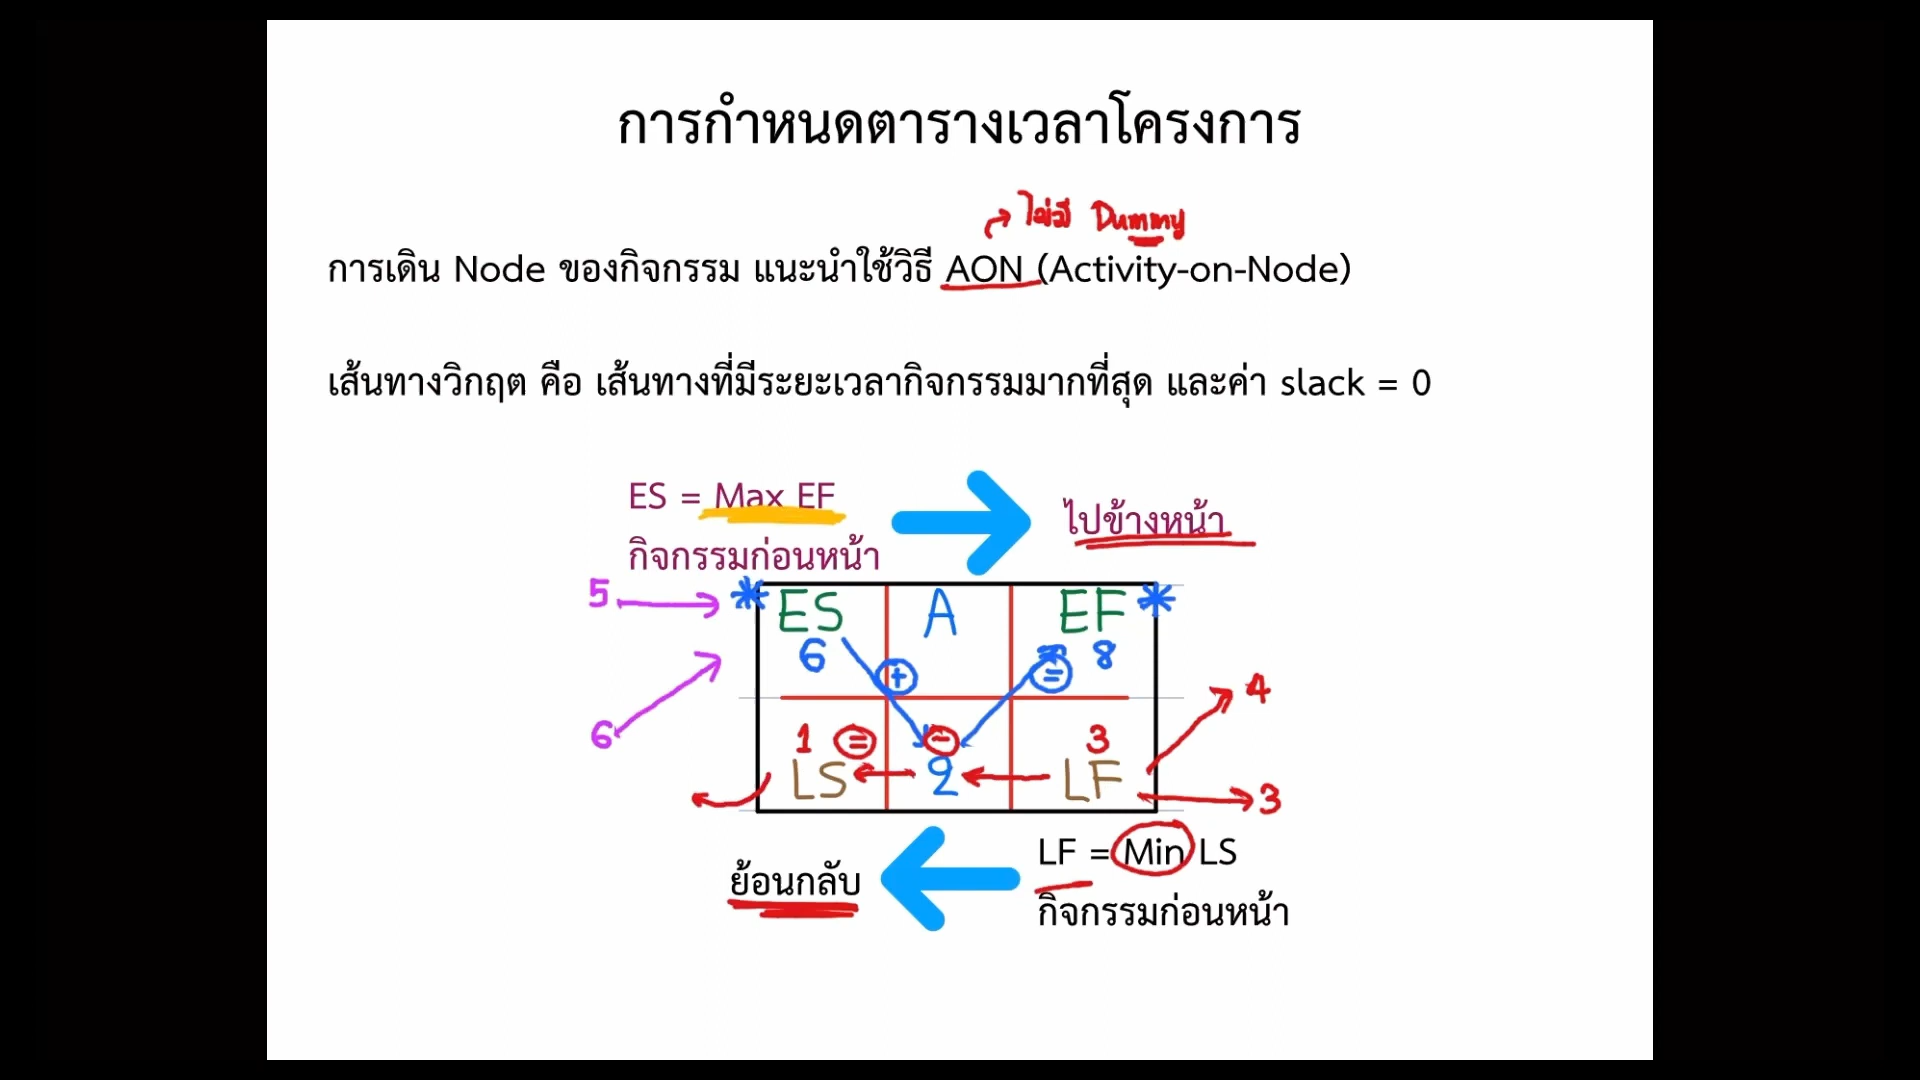 การกำหนดตารางเวลาโครงการ
ไม่มี Dummy
การเดิน Node ของกิจกรรม แนะนำใช้วิธี AON (Activity-on-Node)
เส้นทางวิกฤต คือ เส้นทางที่มีระยะเวลากิจกรรมมากที่สุด และค่า slack = 0
ES = Max EF
กิจกรรมก่อนหน้า
ไปข้างหน้า
5 * ES A EF *
6 + = 8
4
6 1 = - 3
LS 2 LF 3
LF = Min LS
กิจกรรมก่อนหน้า
ย้อนกลับ